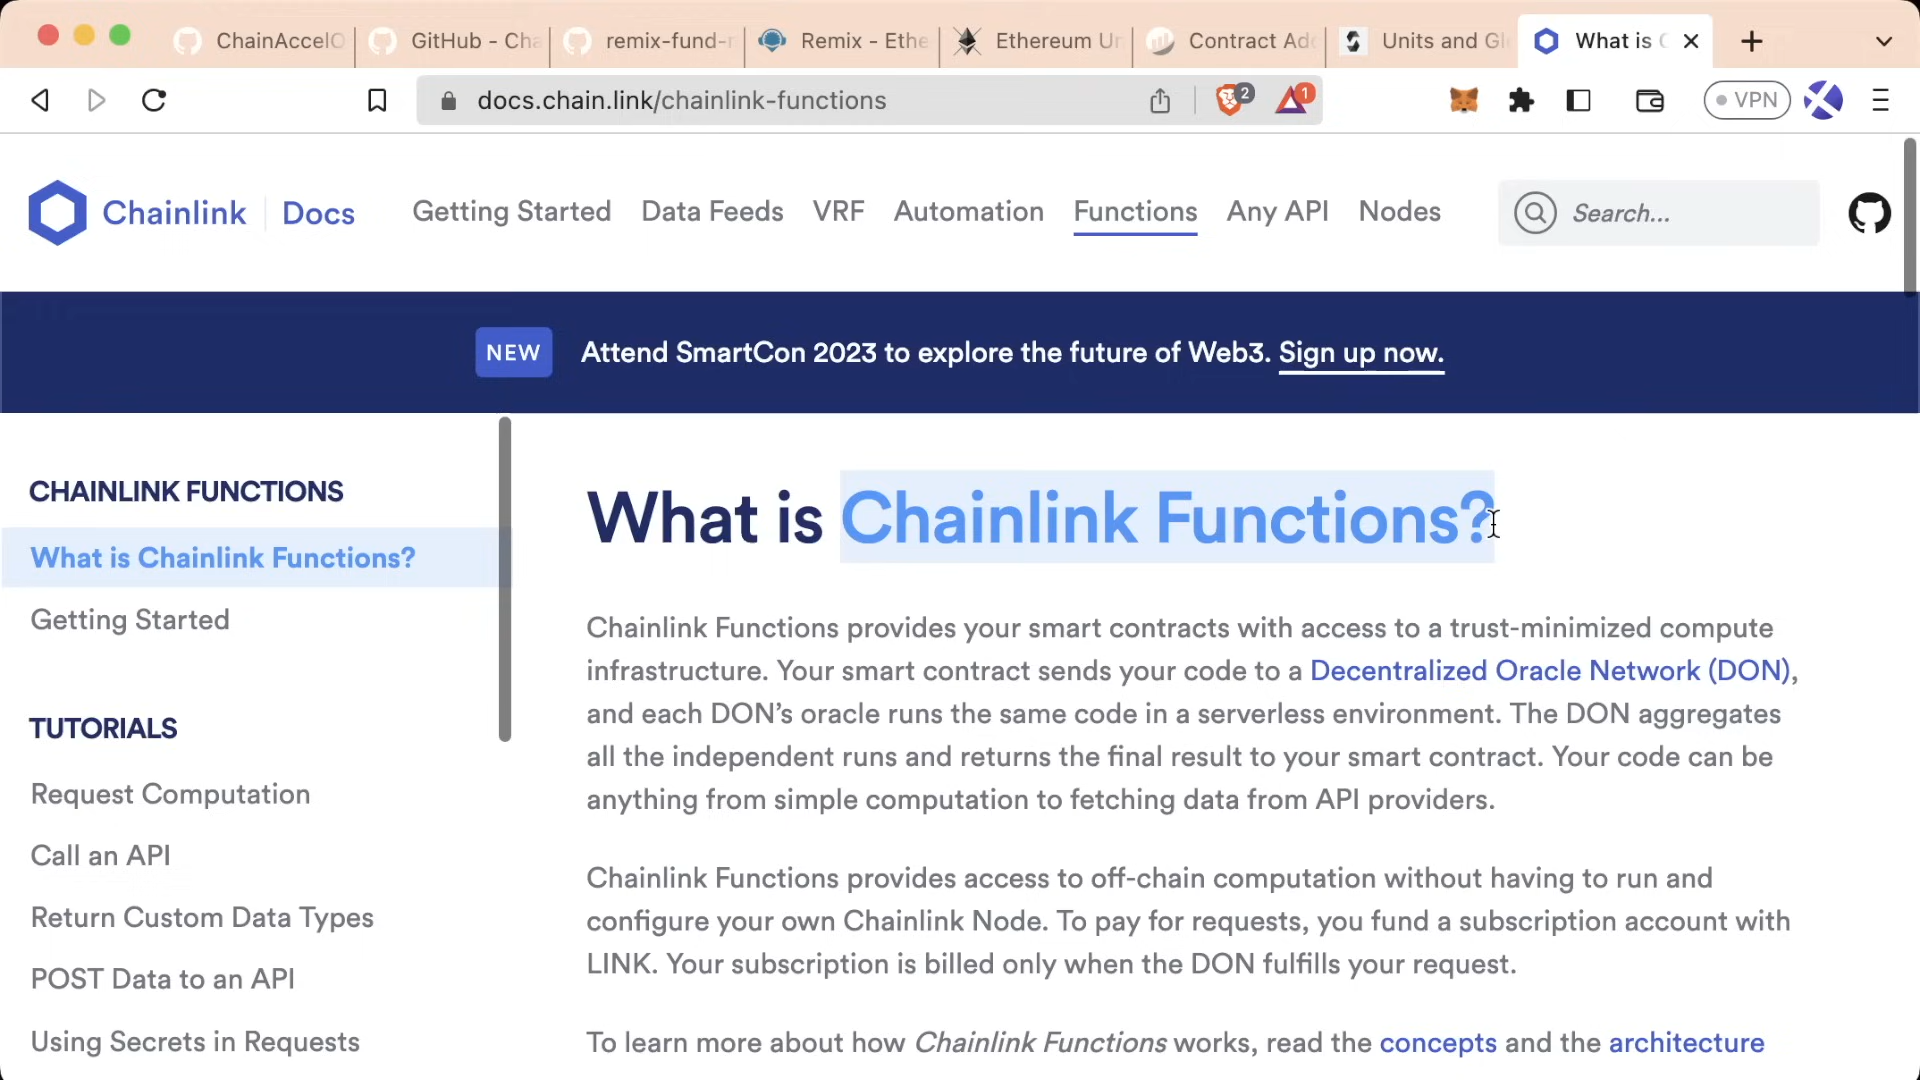 ChainAccelO
GitHub - Cha
remix-fund-
Remix - Ethe
Ethereum Un
Contract Add
Units and Gl
What is C
docs.chain.link/chainlink-functions
2
1
VPN
Chainlink Docs
Getting Started
Data Feeds
VRF
Automation
Functions
Any API
Nodes
Search...
NEW
Attend SmartCon 2023 to explore the future of Web3. Sign up now.
CHAINLINK FUNCTIONS
What is Chainlink Functions?
Getting Started
TUTORIALS
Request Computation
Call an API
Return Custom Data Types
POST Data to an API
Using Secrets in Requests
What is Chainlink Functions?
Chainlink Functions provides your smart contracts with access to a trust-minimized compute
infrastructure. Your smart contract sends your code to a Decentralized Oracle Network (DON),
and each DON’s oracle runs the same code in a serverless environment. The DON aggregates
all the independent runs and returns the final result to your smart contract. Your code can be
anything from simple computation to fetching data from API providers.
Chainlink Functions provides access to off-chain computation without having to run and
configure your own Chainlink Node. To pay for requests, you fund a subscription account with
LINK. Your subscription is billed only when the DON fulfills your request.
To learn more about how Chainlink Functions works, read the concepts and the architecture